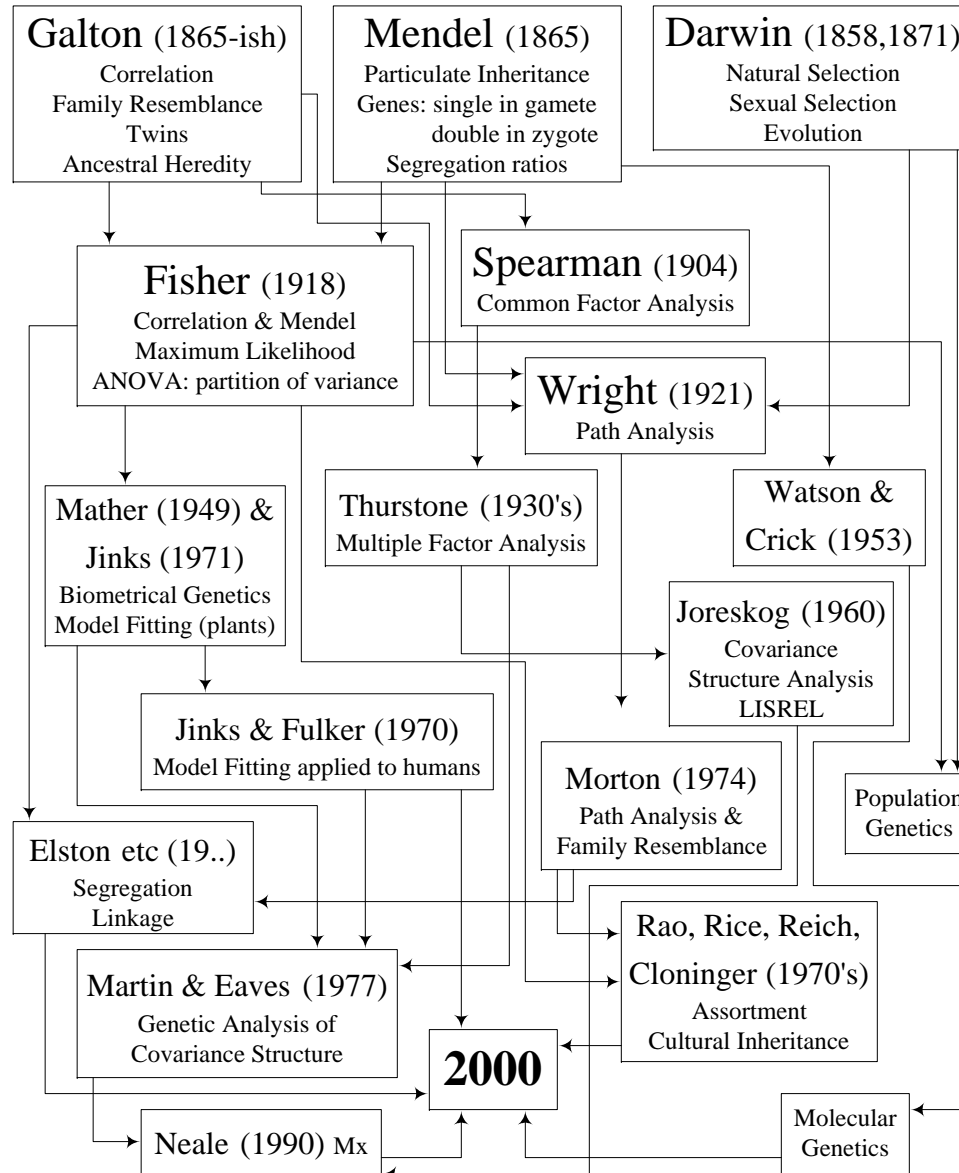 Galton (1865-ish)
Correlation
Family Resemblance
Twins
Ancestral Heredity
Mendel (1865)
Particulate Inheritance
Genes: single in gamete
double in zygote
Segregation ratios
Darwin (1858,1871)
Natural Selection
Sexual Selection
Evolution
Fisher (1918)
Correlation & Mendel
Maximum Likelihood
ANOVA: partition of variance
Spearman (1904)
Common Factor Analysis
Wright (1921)
Path Analysis
Mather (1949) &
Jinks (1971)
Biometrical Genetics
Model Fitting (plants)
Thurstone (1930's)
Multiple Factor Analysis
Watson &
Crick (1953)
Joreskog (1960)
Covariance
Structure Analysis
LISREL
Jinks & Fulker (1970)
Model Fitting applied to humans
Morton (1974)
Path Analysis &
Family Resemblance
Population
Genetics
Elston etc (19..)
Segregation
Linkage
Rao, Rice, Reich,
Cloninger (1970's)
Assortment
Cultural Inheritance
Martin & Eaves (1977)
Genetic Analysis of
Covariance Structure
2000
Neale (1990) Mx
Molecular
Genetics